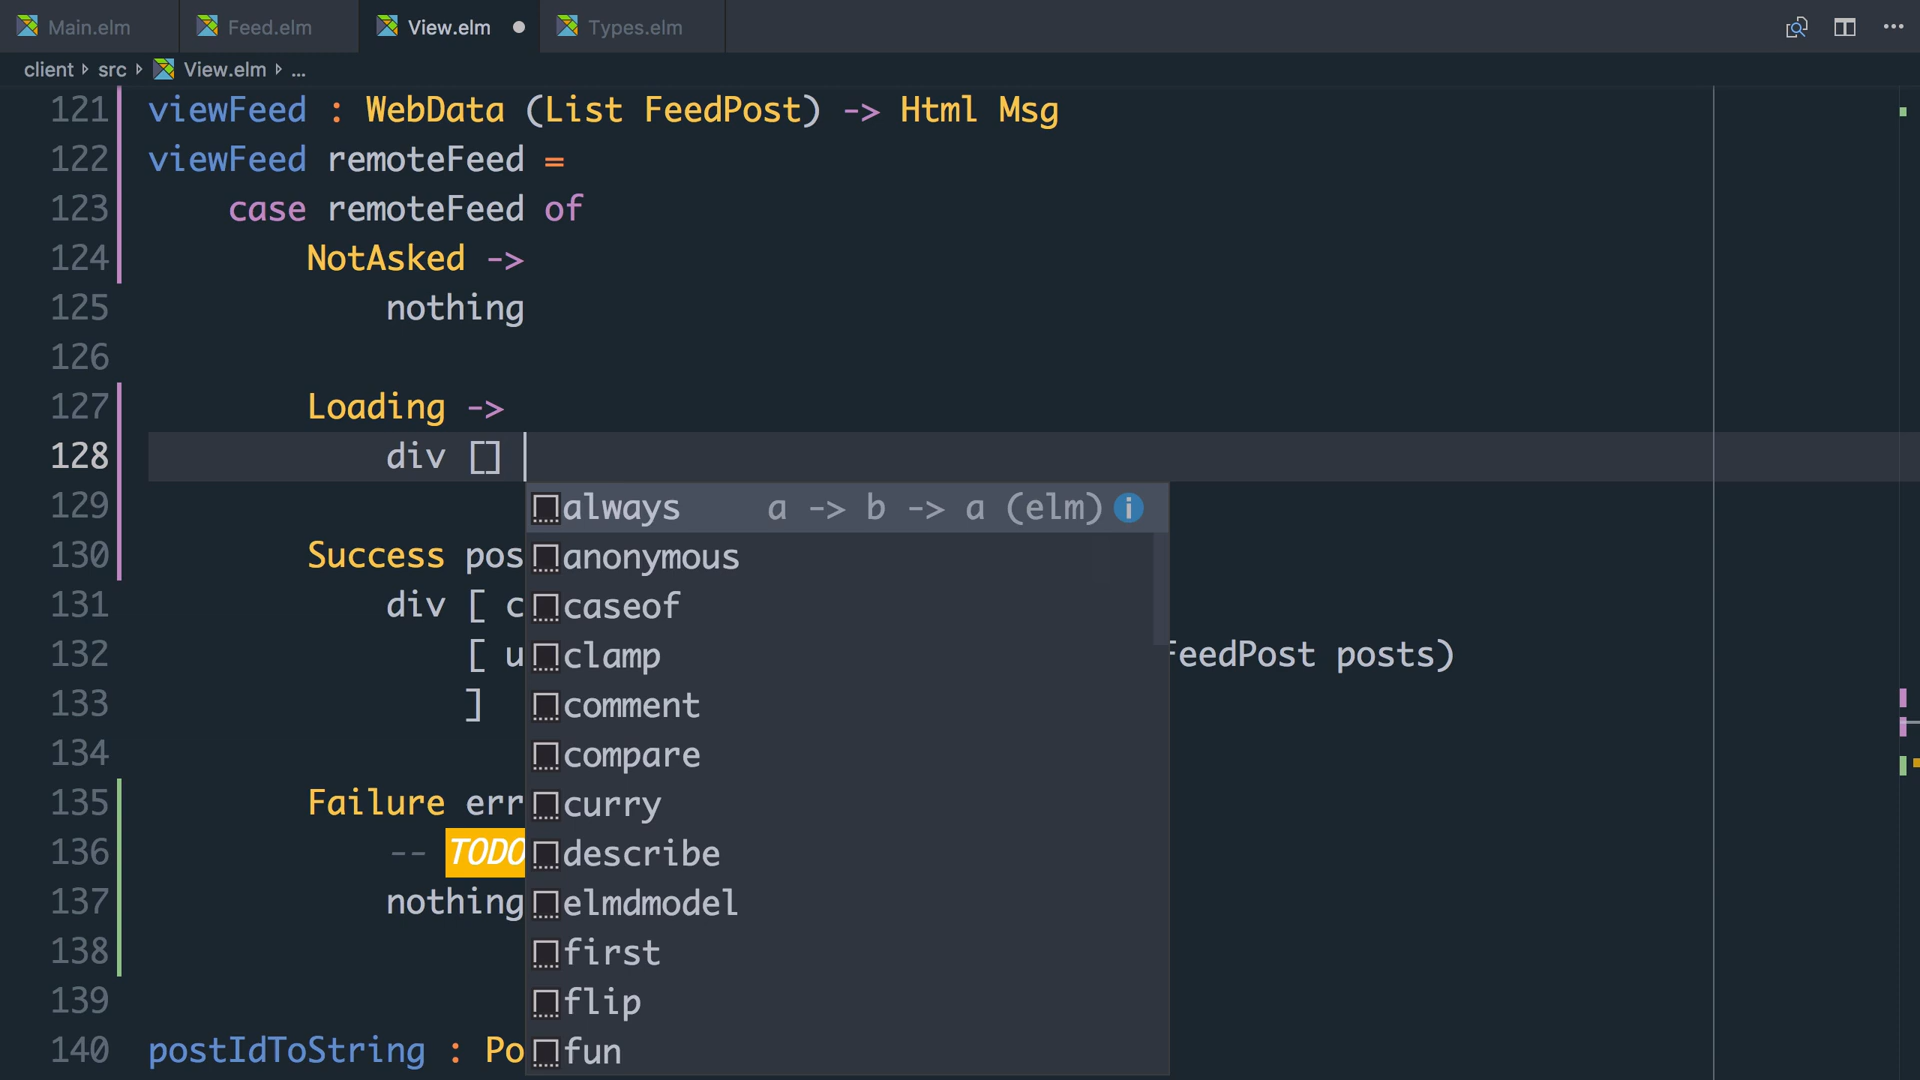 Main.elm Feed.elm View.elm Types.elm
client src View.elm ...
121 viewFeed : WebData (List FeedPost) -> Html Msg
122 viewFeed remoteFeed =
123 case remoteFeed of
124 NotAsked ->
125 nothing
126
127 Loading ->
128 div []
129 always a -> b -> a (elm)
130 Success pos anonymous
131 div [ c caseof
132 [ u clamp FeedPost posts)
133 ] comment
134 compare
135 Failure err curry
136 -- TODO describe
137 nothing elmdmodel
138 first
139 flip
140 postIdToString : Po fun